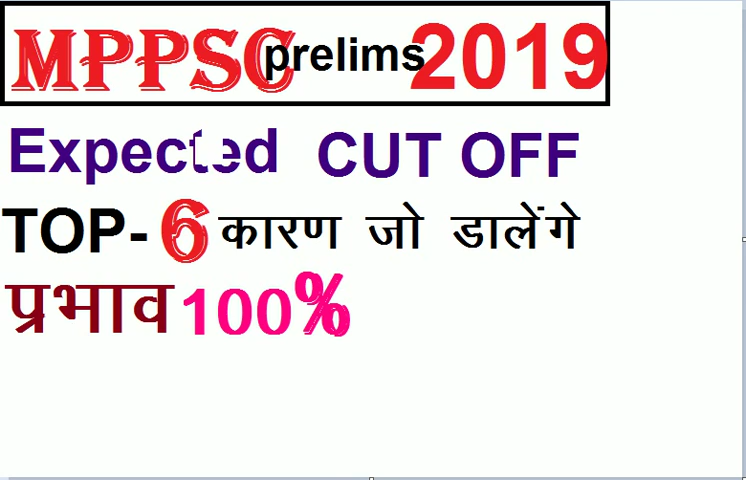 MPPSC prelims 2019
Expected CUT OFF
TOP- 6 कारण जो डालेंगे
प्रभाव 100%